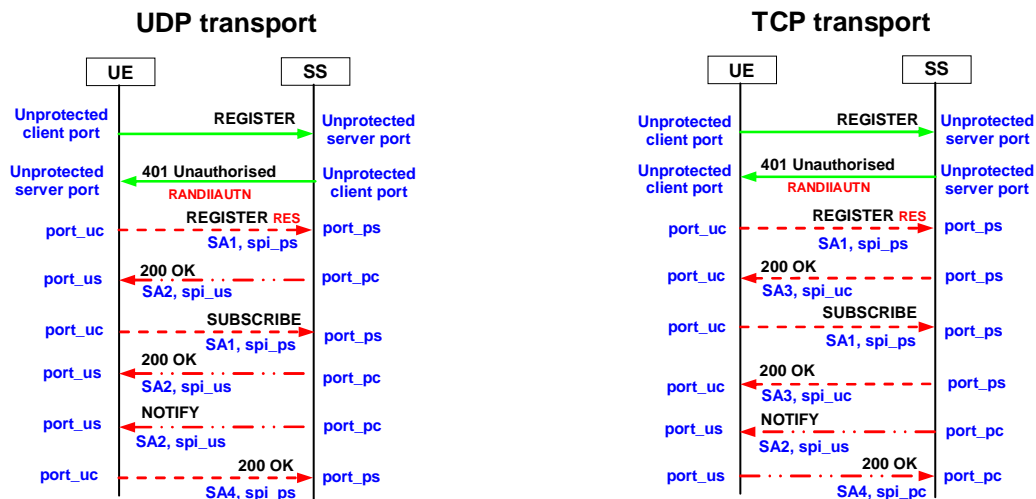 UDP transport
UE
SS
Unprotected
client port
REGISTER
Unprotected
server port
Unprotected
server port
401 Unauthorised
RANDIIAUTN
Unprotected
client port
port_uc
REGISTER RES
SA1, spi_ps
port_ps
port_us
200 OK
SA2, spi_us
port_pc
port_uc
SUBSCRIBE
SA1, spi_ps
port_ps
port_us
200 OK
SA2, spi_us
port_pc
port_us
NOTIFY
SA2, spi_us
port_pc
port_uc
200 OK
SA4, spi_ps
port_ps
TCP transport
UE
SS
Unprotected
client port
REGISTER
Unprotected
server port
Unprotected
client port
401 Unauthorised
RANDIIAUTN
Unprotected
server port
port_uc
REGISTER RES
SA1, spi_ps
port_ps
port_uc
200 OK
SA3, spi_uc
port_ps
port_uc
SUBSCRIBE
SA1, spi_ps
port_ps
port_uc
200 OK
SA3, spi_uc
port_ps
port_us
NOTIFY
SA2, spi_us
port_pc
port_us
200 OK
SA4, spi_pc
port_pc